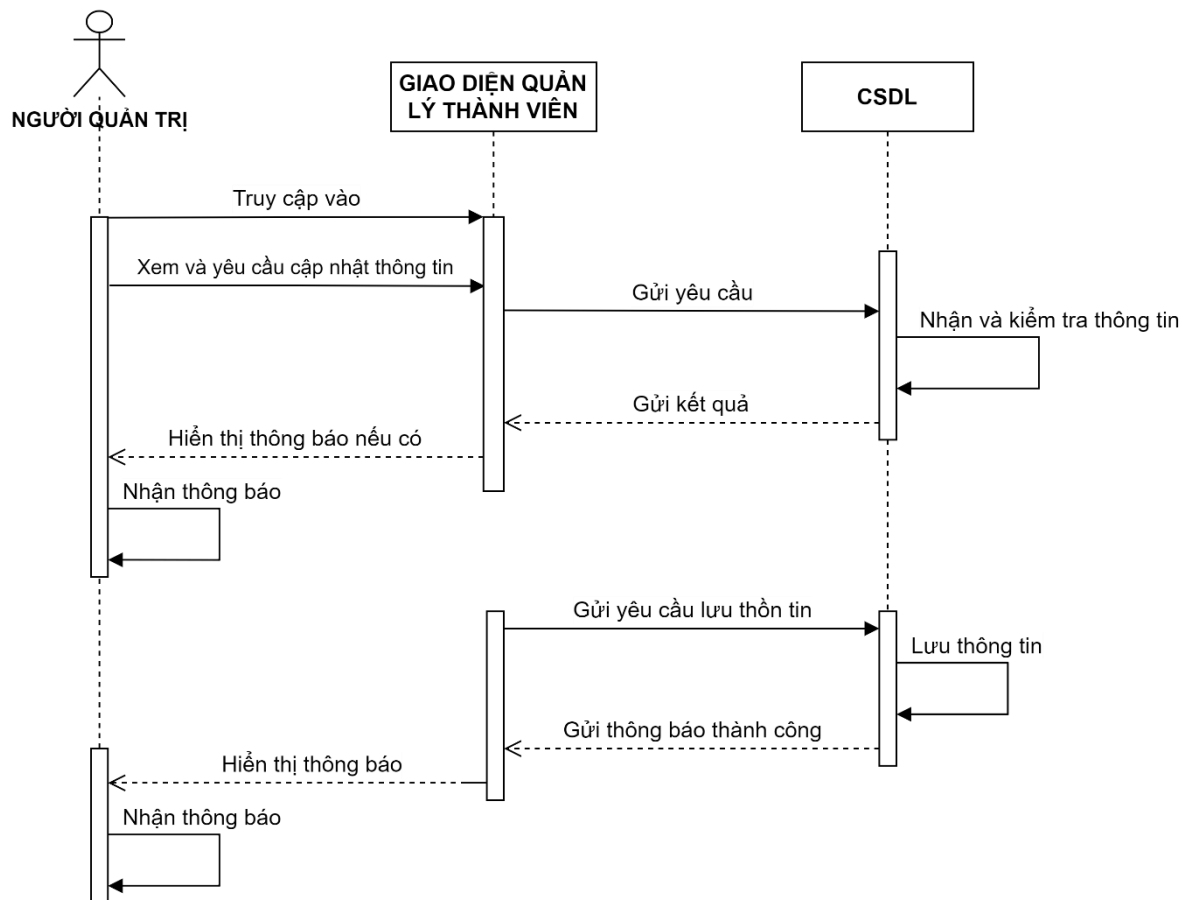 NGƯỜI QUẢN TRỊ
GIAO DIỆN QUẢN
LÝ THÀNH VIÊN
CSDL
Truy cập vào
Xem và yêu cầu cập nhật thông tin
Gửi yêu cầu
Nhận và kiểm tra thông tin
Gửi kết quả
Hiển thị thông báo nếu có
Nhận thông báo
Gửi yêu cầu lưu thồn tin
Lưu thông tin
Gửi thông báo thành công
Hiển thị thông báo
Nhận thông báo